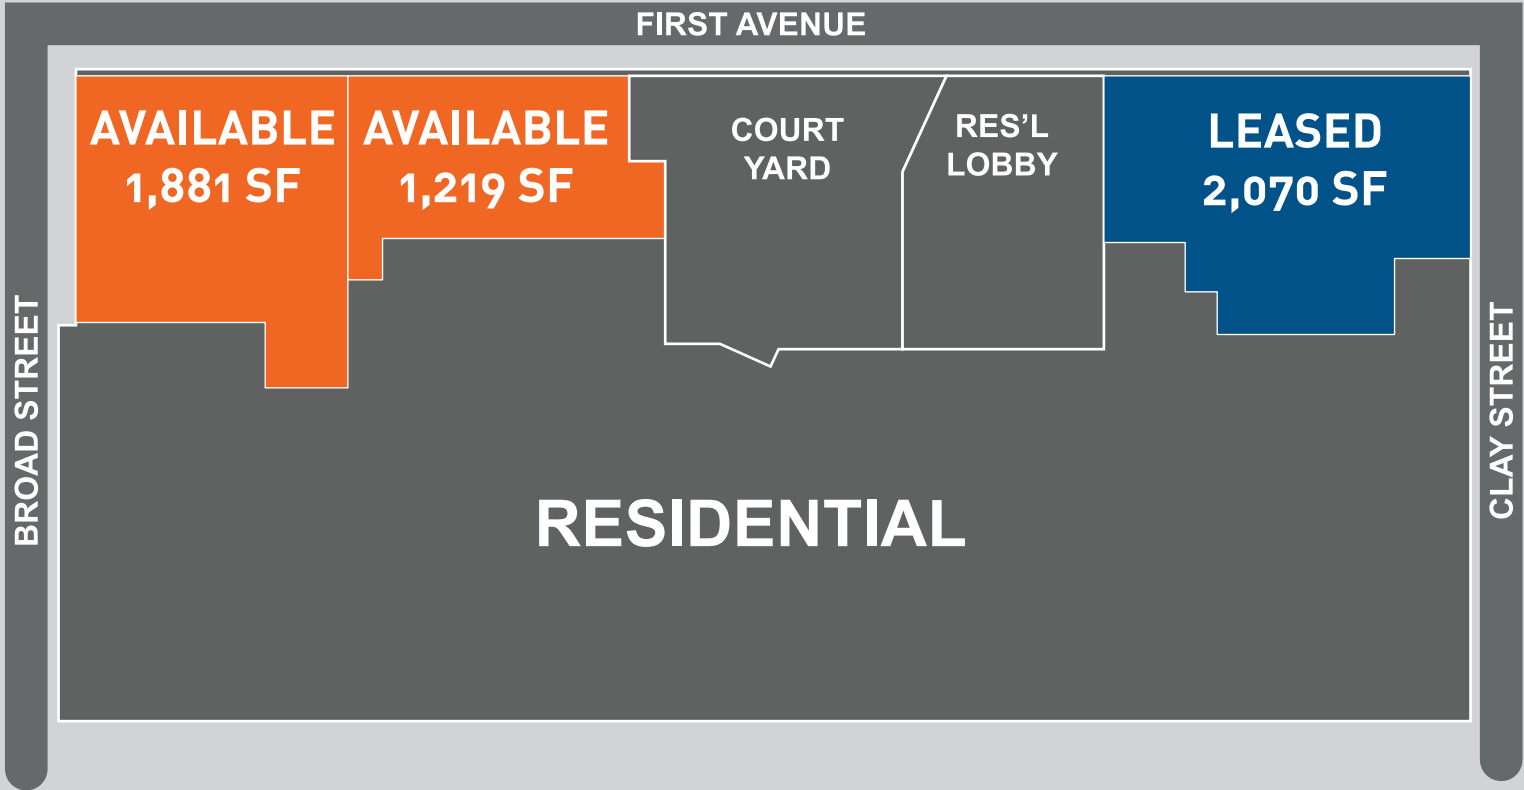 FIRST AVENUE
AVAILABLE
1,881 SF
AVAILABLE
1,219 SF
COURT
YARD
RES’L
LOBBY
LEASED
2,070 SF
BROAD STREET
CLAY STREET
RESIDENTIAL